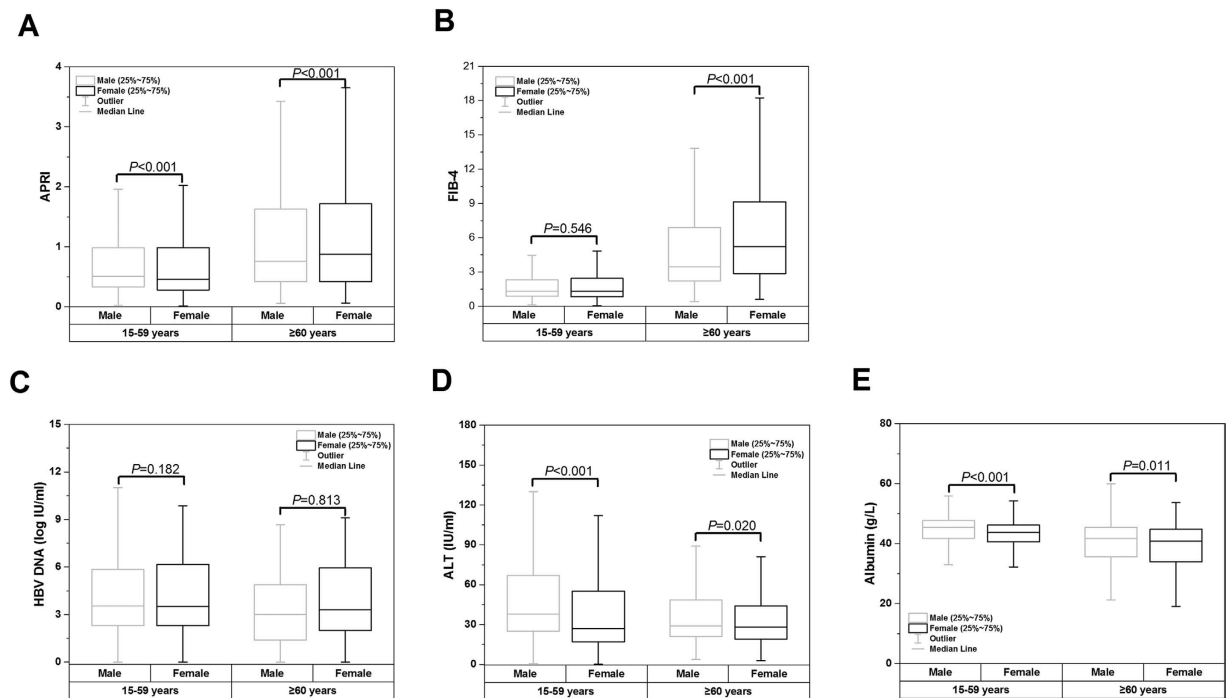 A
4
3
2
1
0
APRI
Male (25%~75%)
Female (25%~75%)
Outlier
Median Line
P<0.001
P<0.001
Male
Female
Male
Female
15-59 years
≥60 years
B
21
18
15
12
9
6
3
0
FIB-4
Male (25%~75%)
Female (25%~75%)
Outlier
Median Line
P=0.546
P<0.001
Male
Female
Male
Female
15-59 years
≥60 years
C
15
12
9
6
3
0
HBV DNA (log IU/ml)
Male (25%~75%)
Female (25%~75%)
Outlier
Median Line
P=0.182
P=0.813
Male
Female
Male
Female
15-59 years
≥60 years
D
180
150
120
90
60
30
0
ALT (IU/ml)
Male (25%~75%)
Female (25%~75%)
Outlier
Median Line
P<0.001
P=0.020
Male
Female
Male
Female
15-59 years
≥60 years
E
80
60
40
20
0
Albumin (g/L)
P<0.001
P=0.011
Male (25%~75%)
Female (25%~75%)
Outlier
Median Line
Male
Female
Male
Female
15-59 years
≥60 years